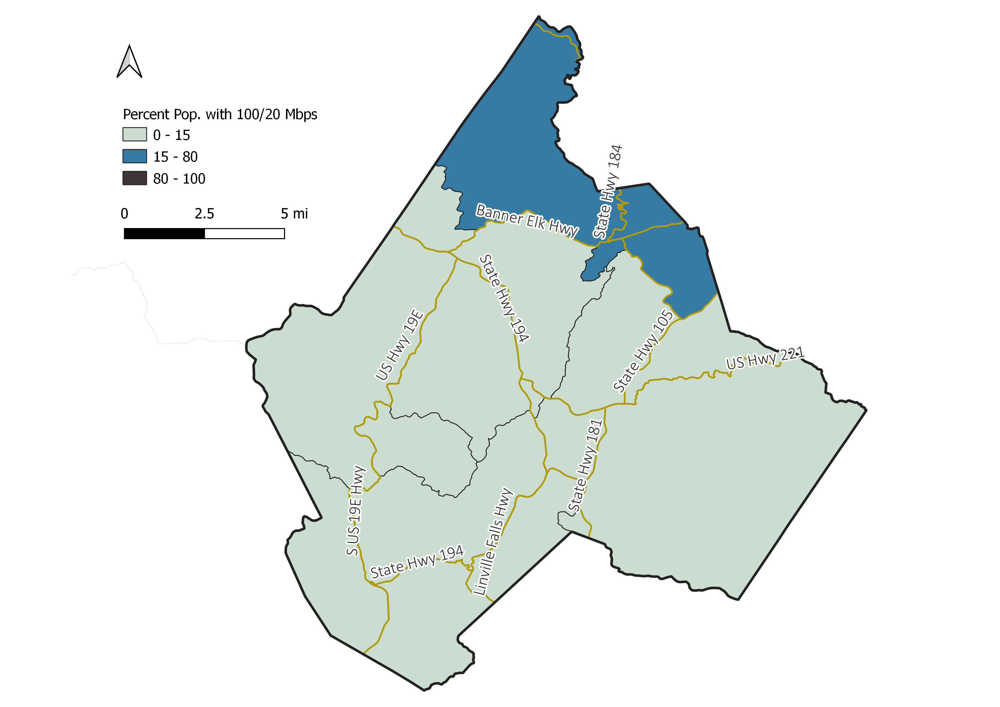 Percent Pop. with 100/20 Mbps
0 - 15
15 - 80
80 - 100
0 2.5 5 mi
State Hwy 184
Banner Elk Hwy
State Hwy 194
US Hwy 19E
State Hwy 105
US Hwy 221
State Hwy 181
S US 19E Hwy
Linville Falls Hwy
State Hwy 194